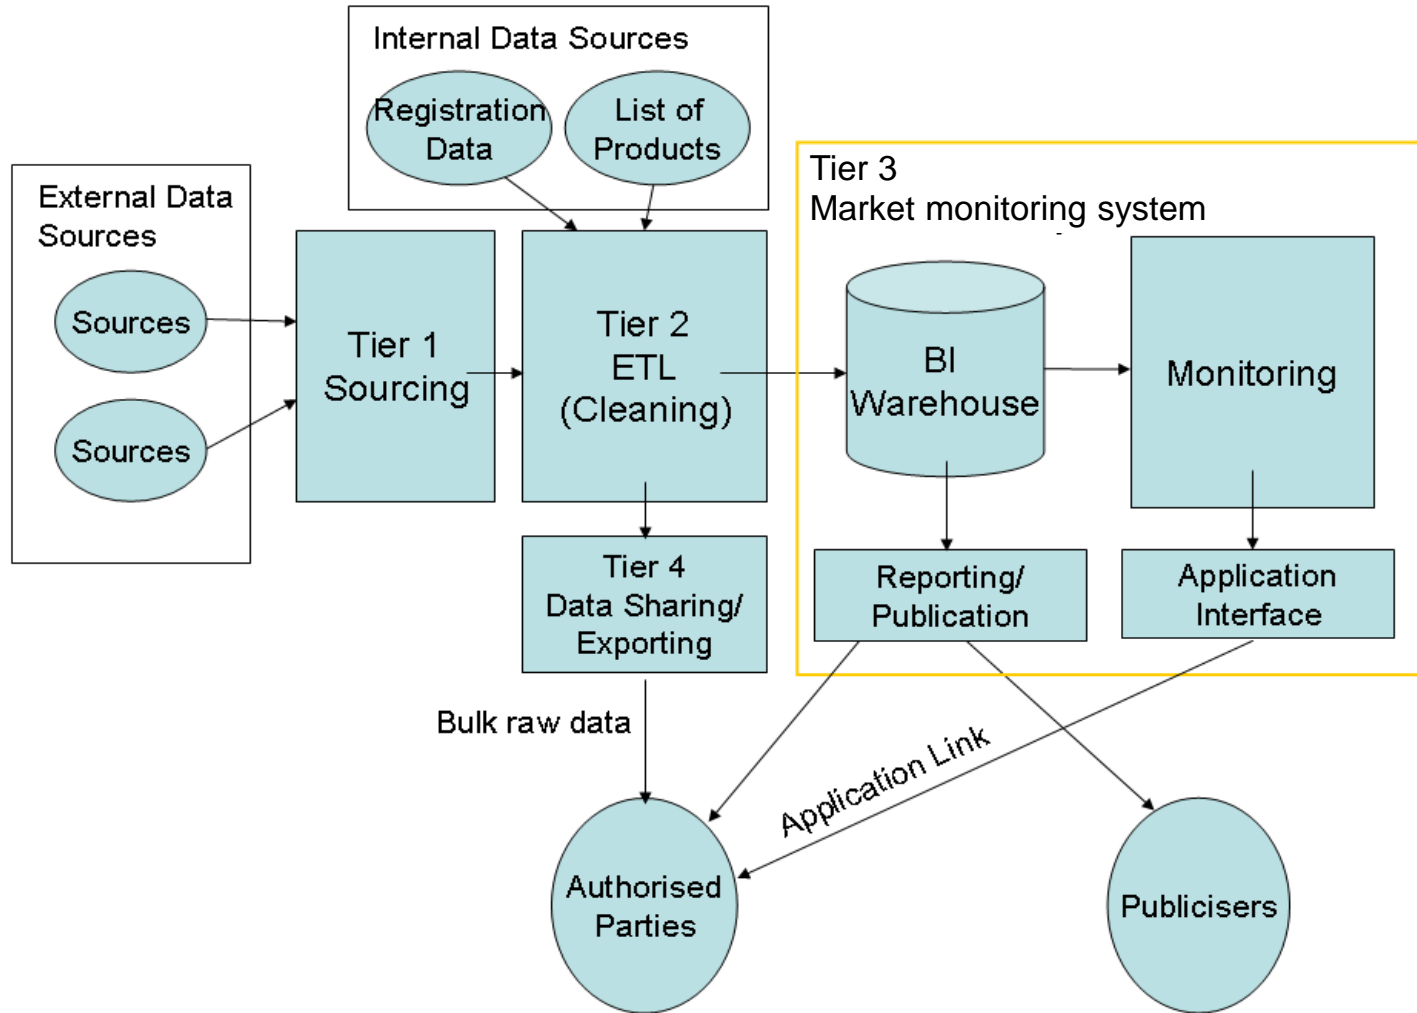 Internal Data Sources
Registration
Data
List of
Products
External Data
Sources
Sources
Sources
Tier 1
Sourcing
Tier 2
ETL
(Cleaning)
Tier 3
Market monitoring system
BI
Warehouse
Monitoring
Tier 4
Data Sharing/
Exporting
Reporting/
Publication
Application
Interface
Bulk raw data
Application Link
Authorised
Parties
Publicisers